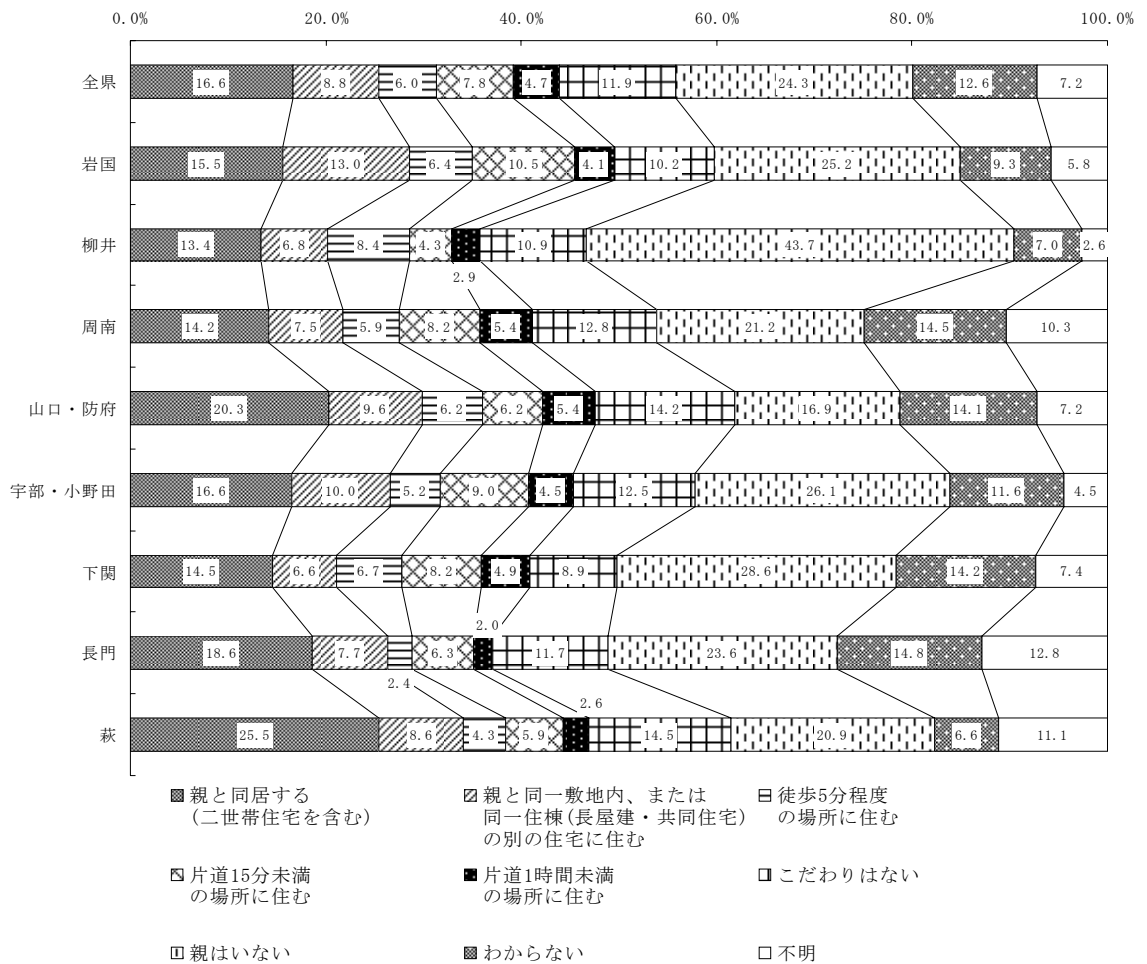 0.0% 20.0% 40.0% 60.0% 80.0% 100.0%
全県 16.6 8.8 6.0 7.8 4.7 11.9 24.3 12.6 7.2
岩国 15.5 13.0 6.4 10.5 4.1 10.2 25.2 9.3 5.8
柳井 13.4 6.8 8.4 4.3 10.9 43.7 7.0 2.6
2.9
周南 14.2 7.5 5.9 8.2 5.4 12.8 21.2 14.5 10.3
山口・防府 20.3 9.6 6.2 6.2 5.4 14.2 16.9 14.1 7.2
宇部・小野田 16.6 10.0 5.2 9.0 4.5 12.5 26.1 11.6 4.5
下関 14.5 6.6 6.7 8.2 4.9 8.9 28.6 14.2 7.4
2.0
長門 18.6 7.7 6.3 11.7 23.6 14.8 12.8
2.4
2.6
萩 25.5 8.6 4.3 5.9 14.5 20.9 6.6 11.1
親と同居する
(二世帯住宅を含む)
親と同一敷地内、または
同一住棟(長屋建・共同住宅)
の別の住宅に住む
徒歩5分程度
の場所に住む
片道15分未満
の場所に住む
片道1時間未満
の場所に住む
こだわりはない
親はいない
わからない
不明